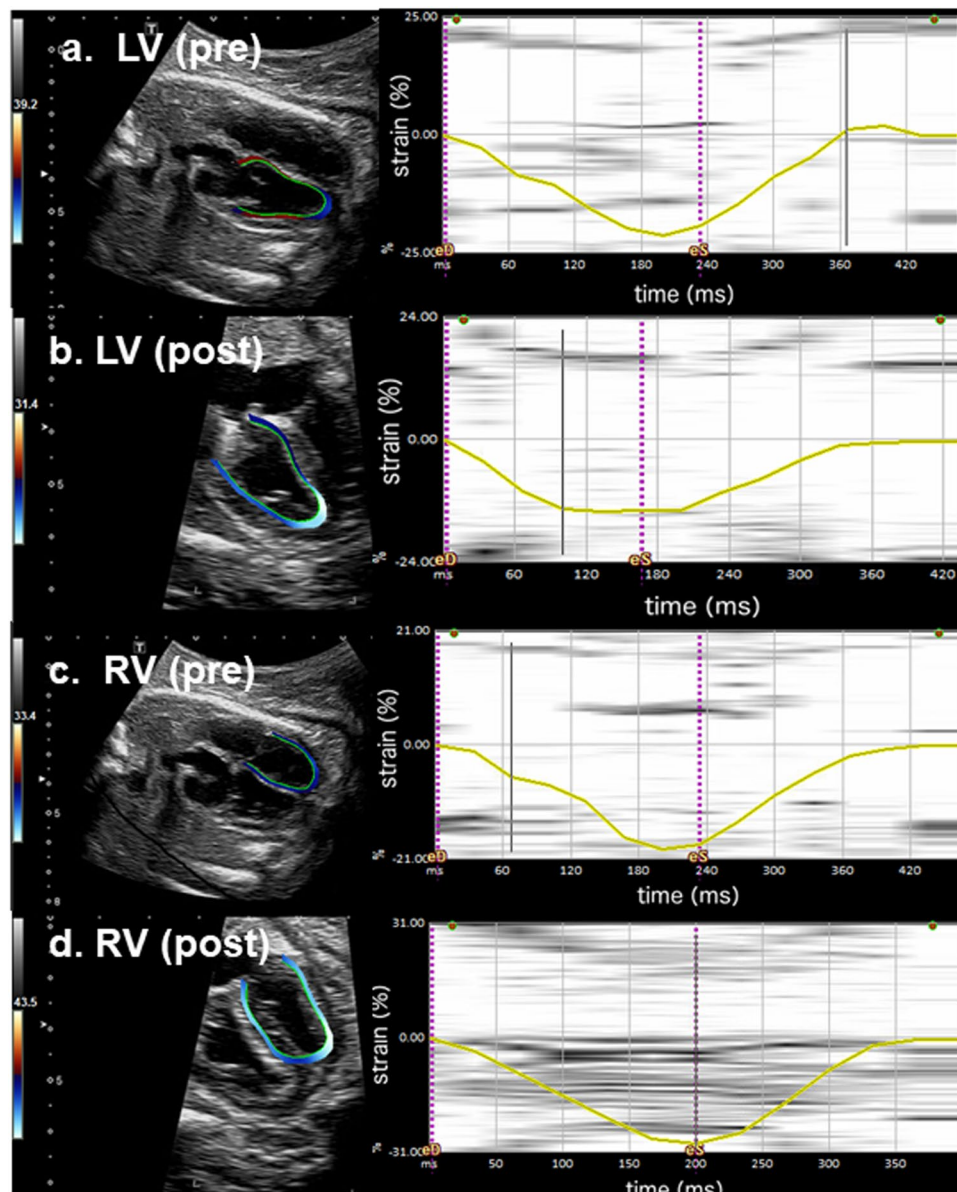 a. LV (pre)
T
0
39.2
5
25.00
0.00
-25.00
strain (%)
%
eD
eS
ms
60
120
180
240
300
360
420
time (ms)
b. LV (post)
31.4
5
24.00
0.00
-24.00
strain (%)
%
eD
eS
ms
60
120
180
240
300
360
420
time (ms)
c. RV (pre)
T
33.4
5
8
21.00
0.00
-21.00
strain (%)
%
eD
eS
ms
60
120
180
240
300
360
420
time (ms)
d. RV (post)
43.5
5
31.00
0.00
-31.00
strain (%)
%
eD
eS
ms
50
100
150
200
250
300
350
time (ms)